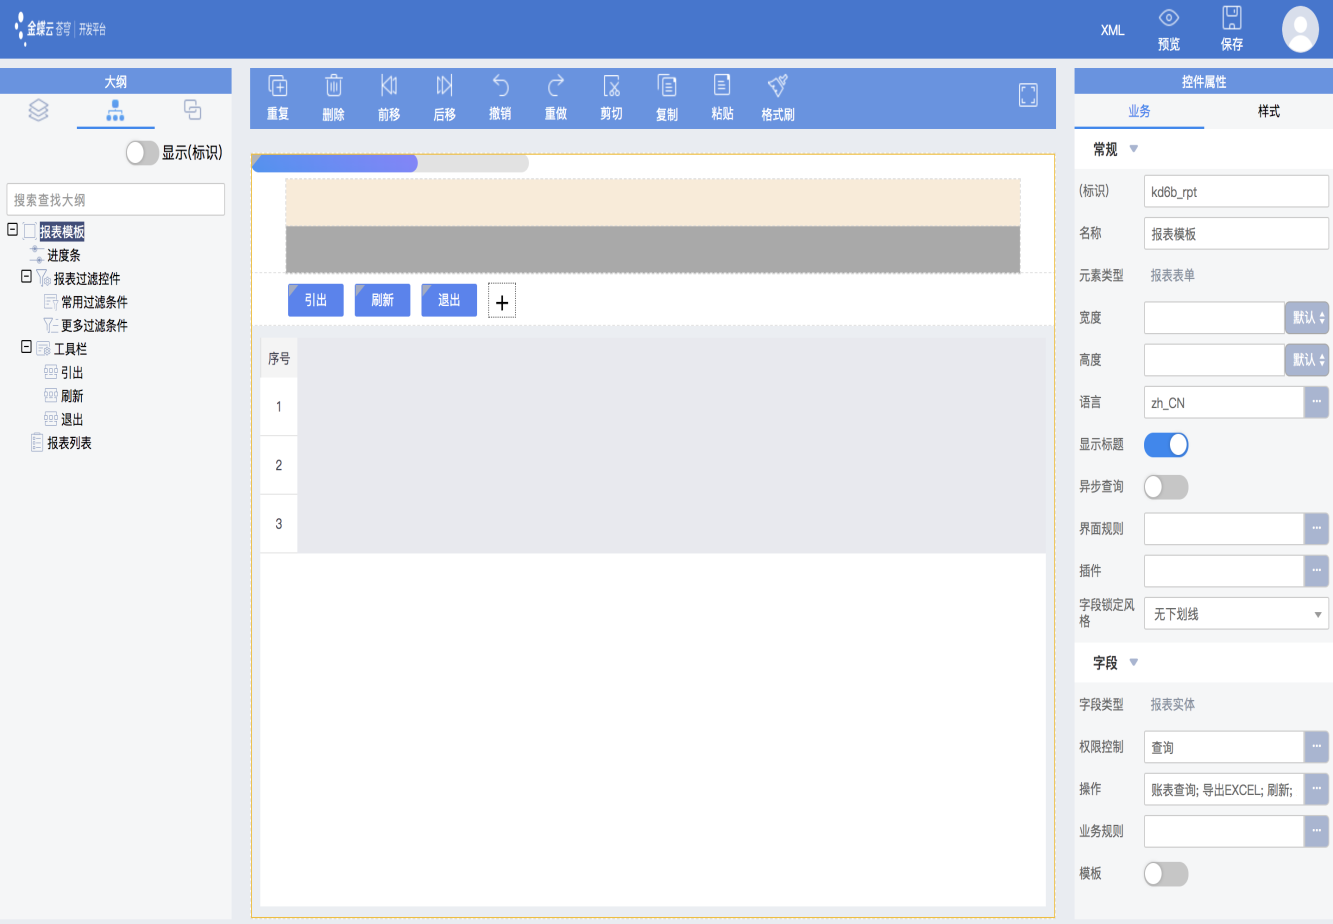 金蝶云 苍穹 开发平台
XML
预览
保存
大纲
显示(标识)
搜素查找大纲
报表模板
进度条
报表过滤控件
常用过滤条件
更多过滤条件
工具栏
引出
刷新
退出
报表列表
重复
删除
前移
后移
撤销
重做
剪切
复制
粘贴
格式刷
引出
刷新
退出
+
序号
1
2
3
控件属性
业务
样式
常规
(标识)
kd6b_rpt
名称
报表模板
元素类型
报表表单
宽度
默认
高度
默认
语言
zh_CN
显示标题
异步查询
界面规则
插件
字段锁定风
格
无下划线
字段
字段类型
报表实体
权限控制
查询
操作
账表查询; 导出EXCEL; 刷新;
业务规则
模板